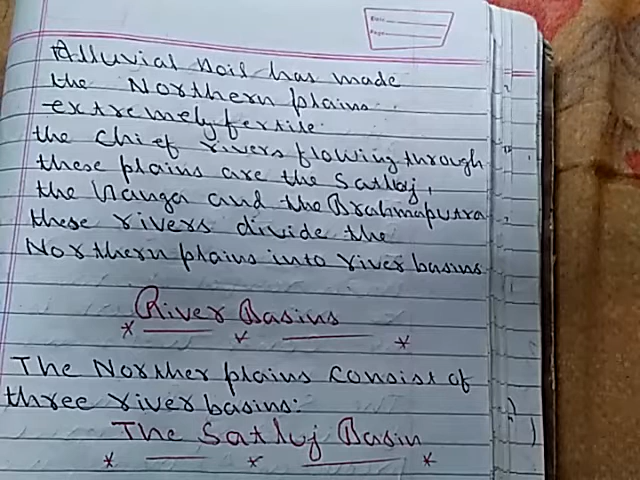 Date
Page
Alluvial soil has made
the Northern plains
extremely fertile.
the chief rivers flowing through
these plains are the Satluj,
the Ganga and the Brahmaputra
these rivers divide the
Northern plains into river basins
River Basins
The Norther plains consist of
three river basins:
The Satluj Basin